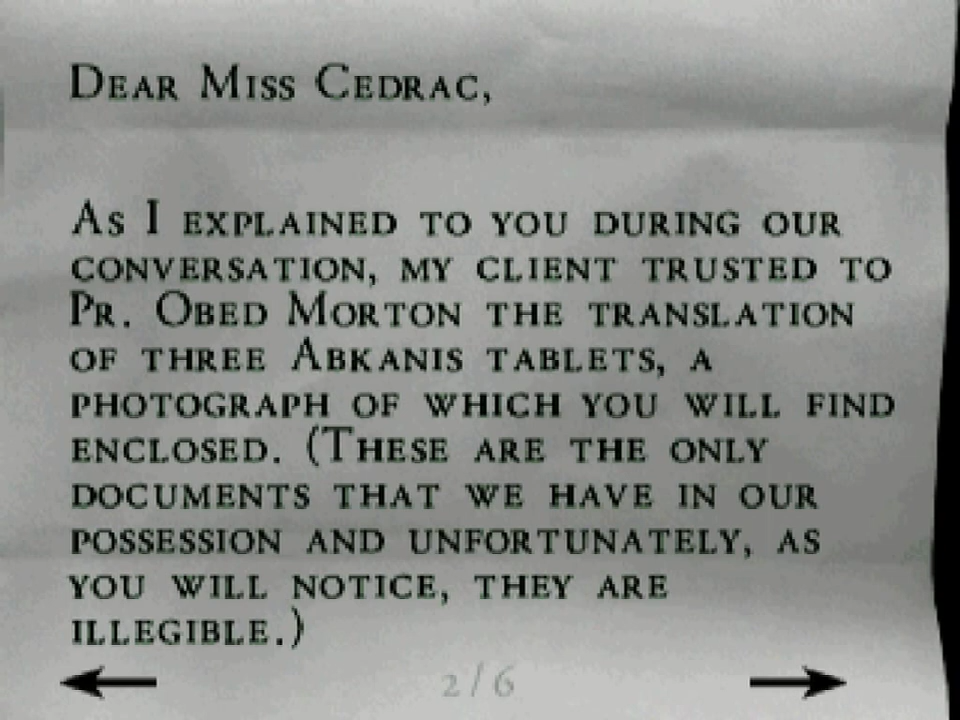 Dear Miss Cedrac,
As I explained to you during our
conversation, my client trusted to
Pr. Obed Morton the translation
of three Abkanis tablets, a
photograph of which you will find
enclosed. (These are the only
documents that we have in our
possession and unfortunately, as
you will notice, they are
illegible.)
2/6